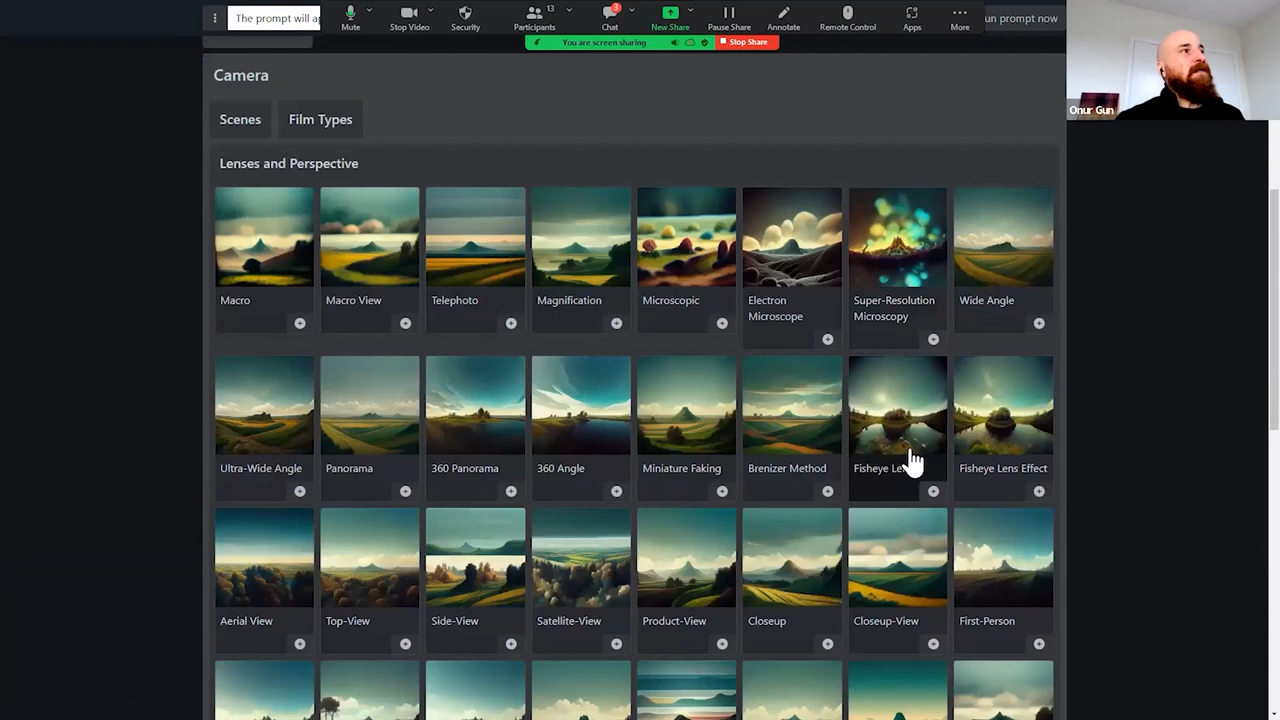 The prompt will ap
Mute
Stop Video
Security
Participants
13
Chat
3
New Share
Pause Share
Annotate
Remote Control
Apps
More
un prompt now
You are screen sharing
Stop Share
Onur Gun
Camera
Scenes
Film Types
Lenses and Perspective
Macro
Macro View
Telephoto
Magnification
Microscopic
Electron
Microscope
Super-Resolution
Microscopy
Wide Angle
Ultra-Wide Angle
Panorama
360 Panorama
360 Angle
Miniature Faking
Brenizer Method
Fisheye Le
Fisheye Lens Effect
Aerial View
Top-View
Side-View
Satellite-View
Product-View
Closeup
Closeup-View
First-Person